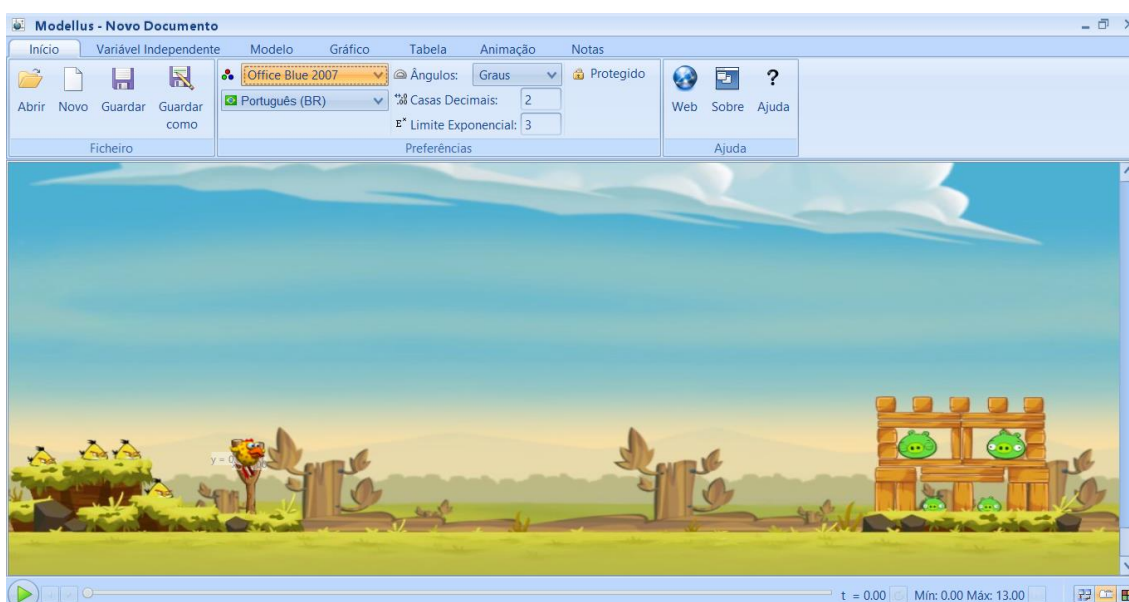 Modellus - Novo Documento
Início Variável Independente Modelo Gráfico Tabela Animação Notas
Office Blue 2007 Ângulos: Graus Protegido
Português (BR) Casas Decimais: 2
Limite Exponencial: 3
Abrir Novo Guardar Guardar como
Web Sobre Ajuda
Ficheiro Preferências Ajuda
t = 0.00 Mín: 0.00 Máx: 13.00